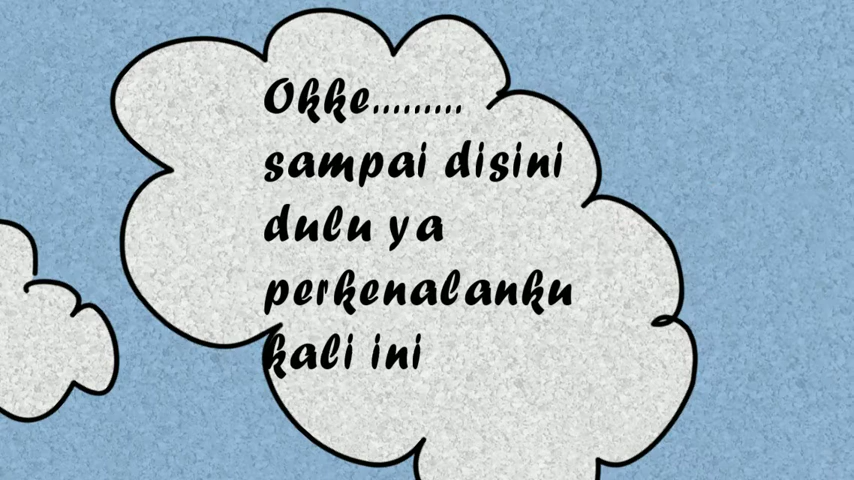 Okke.........
sampai disini
dulu ya
perkenalanku
kali ini